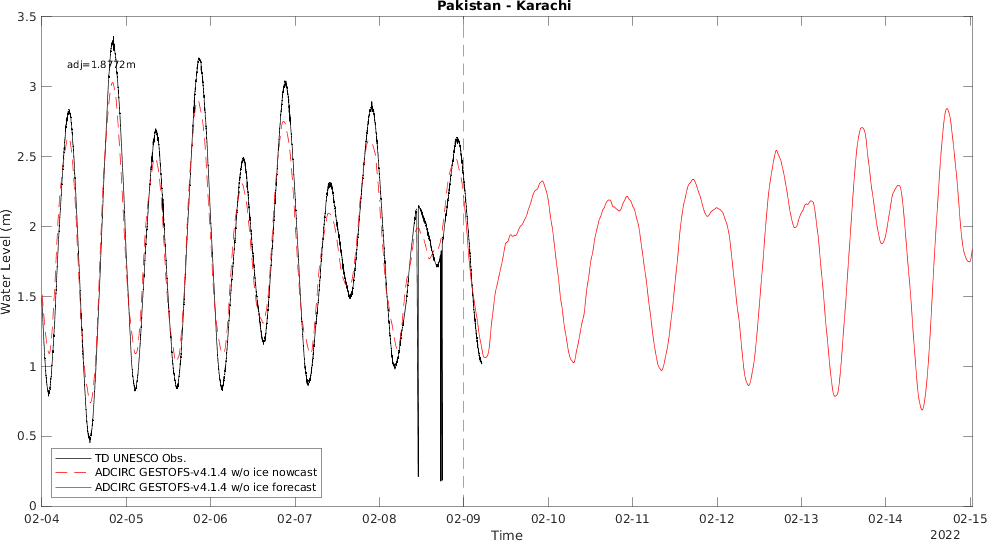 Pakistan - Karachi
3.5
adj=1.8772m
3
2.5
2
Water Level (m)
1.5
1
0.5
TD UNESCO Obs.
ADCIRC GESTOFS-v4.1.4 w/o ice nowcast
ADCIRC GESTOFS-v4.1.4 w/o ice forecast
0
02-04 02-05 02-06 02-07 02-08 02-09 02-10 02-11 02-12 02-13 02-14 02-15
Time
2022